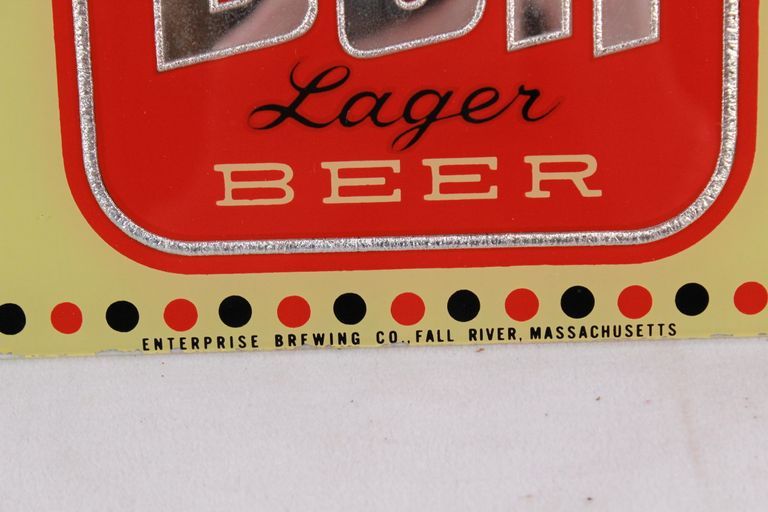 Lager
BEER
ENTERPRISE BREWING CO., FALL RIVER, MASSACHUSETTS